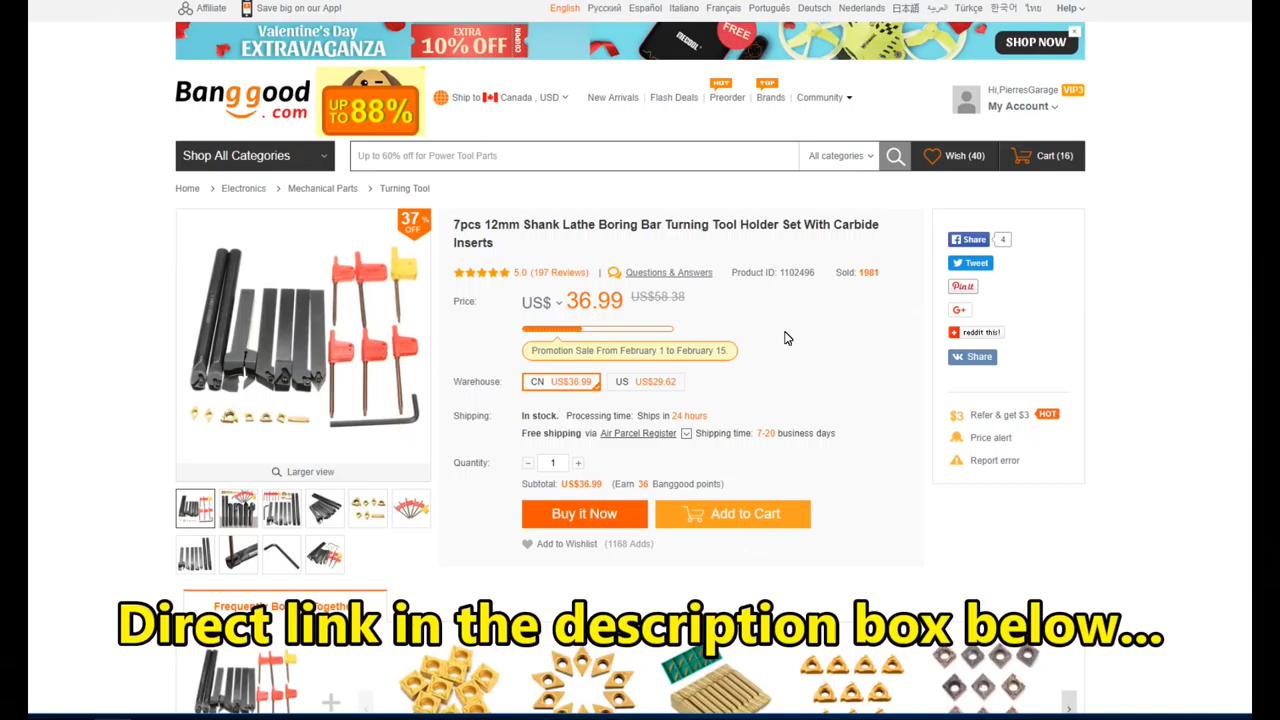 Affiliate Save big on our App! English Русский Español Italiano Français Português Deutsch Nederlands 日本語 العربية Türkçe 한국어 ไทย Help
Valentine's Day
EXTRAVAGANZA
EXTRA
10% OFF
COUPON
FREE
SHOP NOW
Banggood
.com
UP TO 88%
Ship to Canada , USD
New Arrivals Flash Deals Preorder Brands Community
HOT
TOP
Hi,PierresGarage VIP3
My Account
Shop All Categories
Up to 60% for Power Tool Parts
All categories
Wish (40)
Cart (16)
Home > Electronics > Mechanical Parts > Turning Tool
37% OFF
7pcs 12mm Shank Lathe Boring Bar Turning Tool Holder Set With Carbide
Inserts
5.0 (197 Reviews) | Questions & Answers Product ID: 1102496 Sold: 1981
Price: US$ 36.99 US$58.38
Promotion Sale From February 1 to February 15.
Warehouse: CN US$36.99 US US$29.62
Shipping: In stock. Processing time: Ships in 24 hours
Free shipping via Air Parcel Register Shipping time: 7-20 business days
Quantity: - 1 +
Subtotal: US$36.99 (Earn 36 Banggood points)
Buy it Now
Add to Cart
Add to Wishlist (1168 Adds)
Larger view
Share 4
Tweet
Pin it
G+
reddit this!
Share
$3 Refer & get $3 HOT
Price alert
Report error
Direct link in the description box below...